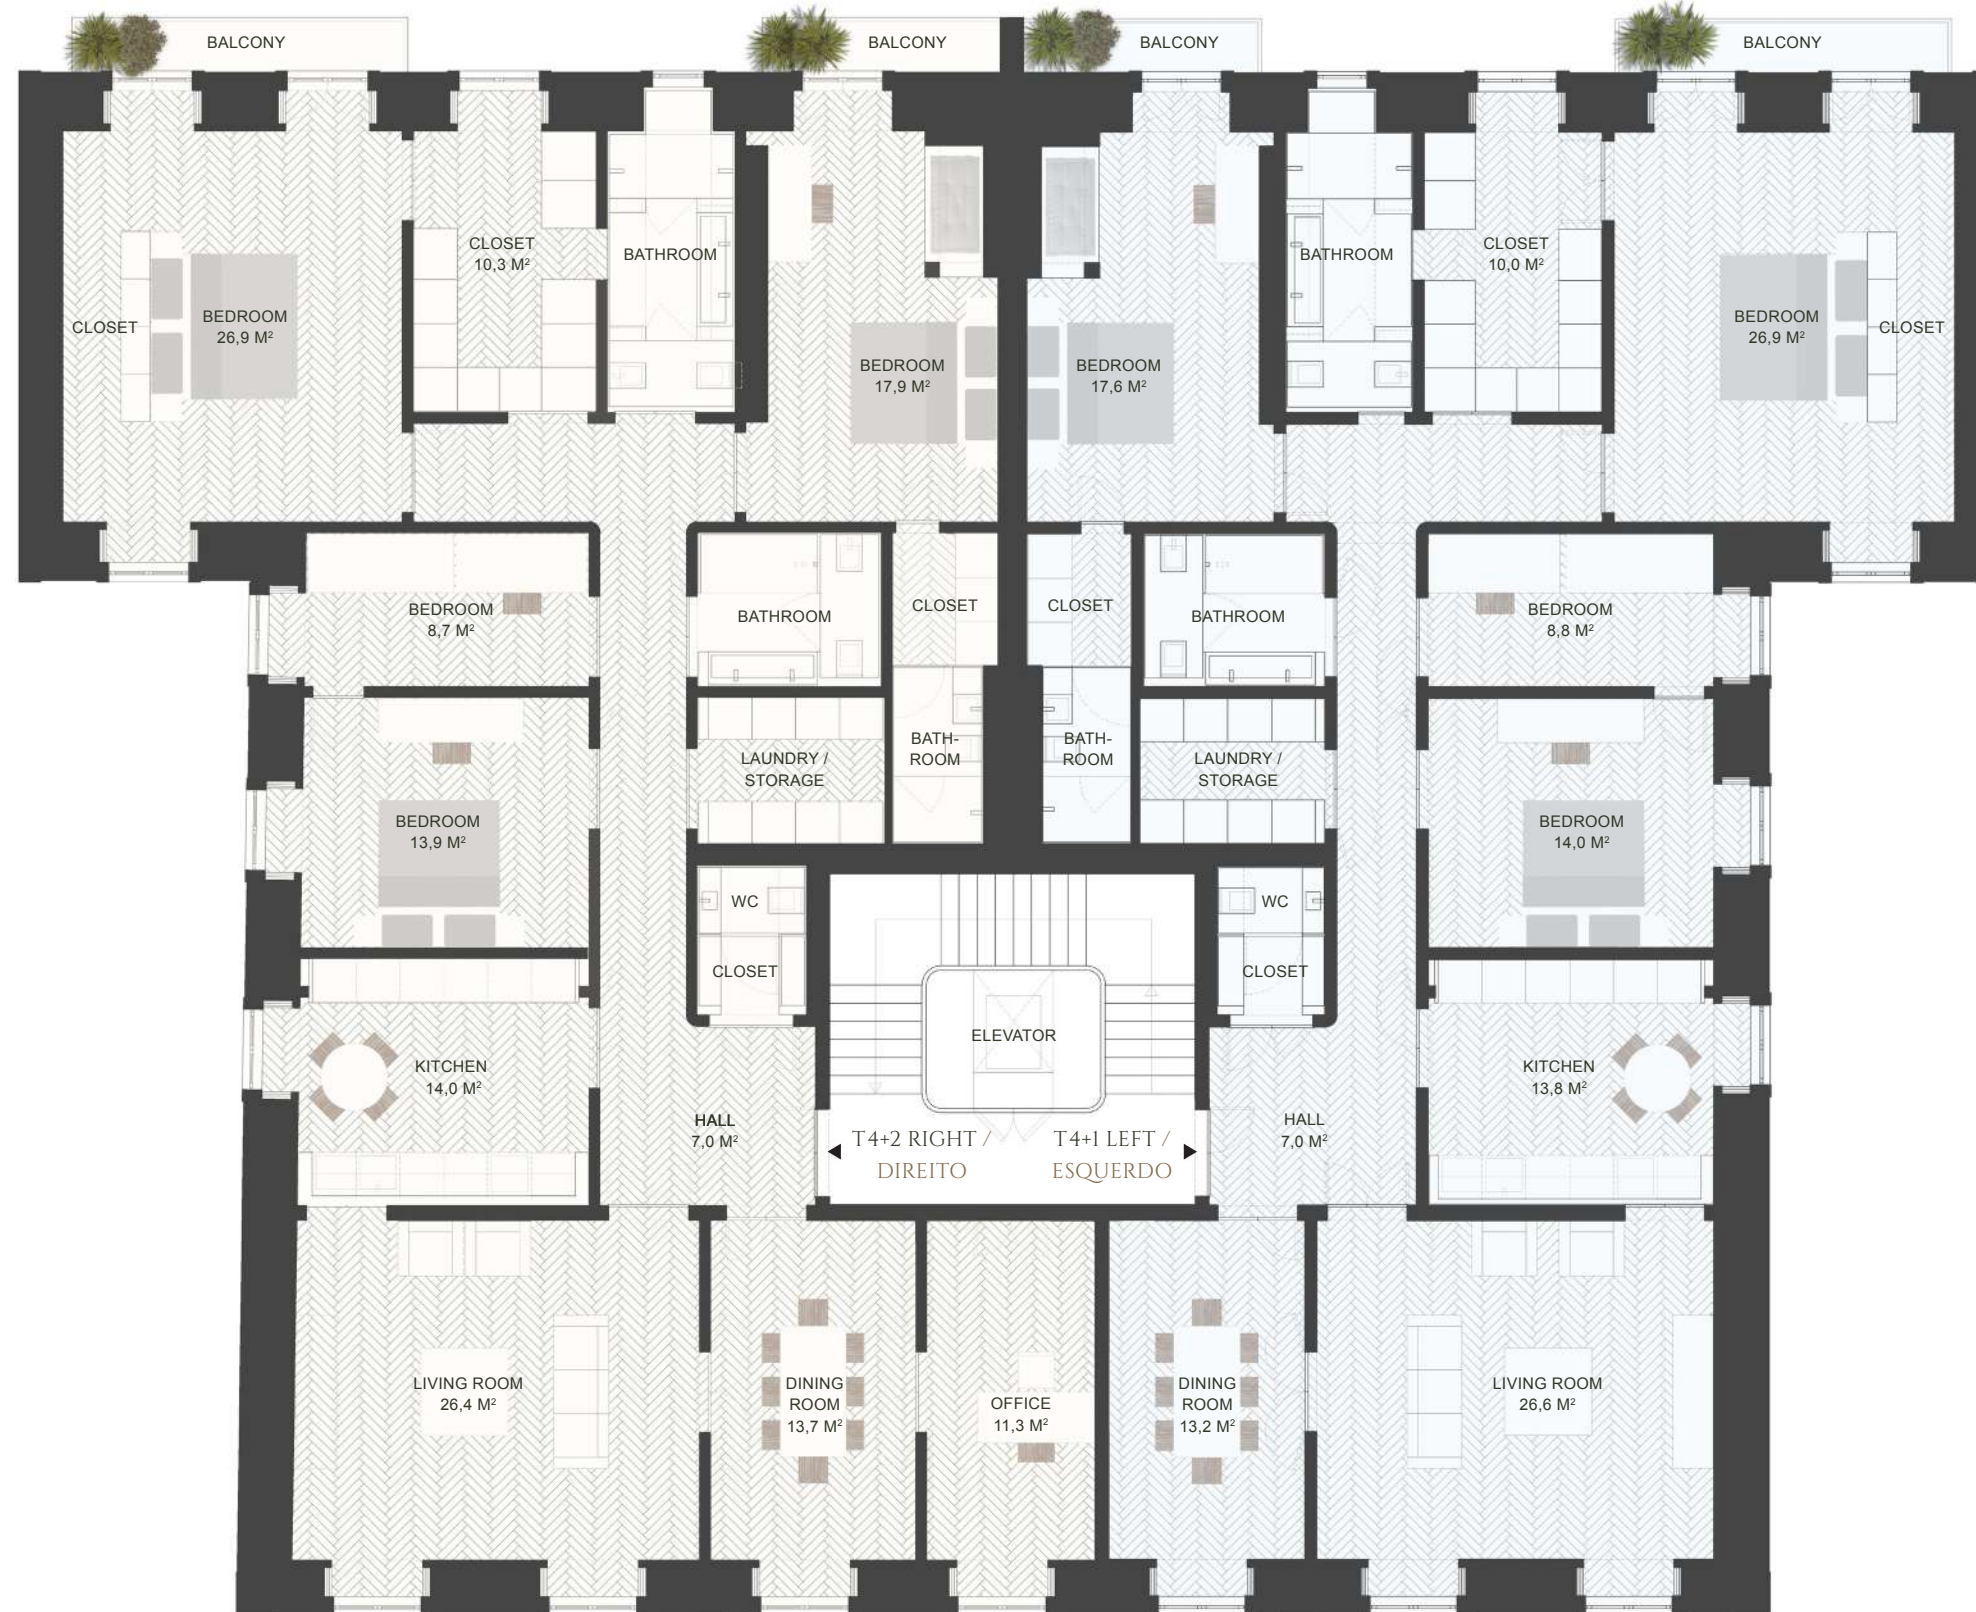 BALCONY
BALCONY
BALCONY
BALCONY
CLOSET
10,3 M²
BATHROOM
BATHROOM
CLOSET
10,0 M²
CLOSET
BEDROOM
26,9 M²
BEDROOM
17,9 M²
BEDROOM
17,6 M²
BEDROOM
26,9 M²
CLOSET
BEDROOM
8,7 M²
BATHROOM
CLOSET
CLOSET
BATHROOM
BEDROOM
8,8 M²
BEDROOM
13,9 M²
LAUNDRY /
STORAGE
BATH-
ROOM
BATH-
ROOM
LAUNDRY /
STORAGE
BEDROOM
14,0 M²
WC
WC
CLOSET
CLOSET
ELEVATOR
KITCHEN
14,0 M²
KITCHEN
13,8 M²
HALL
7,0 M²
T4+2 RIGHT /
DIREITO
T4+1 LEFT /
ESQUERDO
HALL
7,0 M²
LIVING ROOM
26,4 M²
DINING
ROOM
13,7 M²
OFFICE
11,3 M²
DINING
ROOM
13,2 M²
LIVING ROOM
26,6 M²